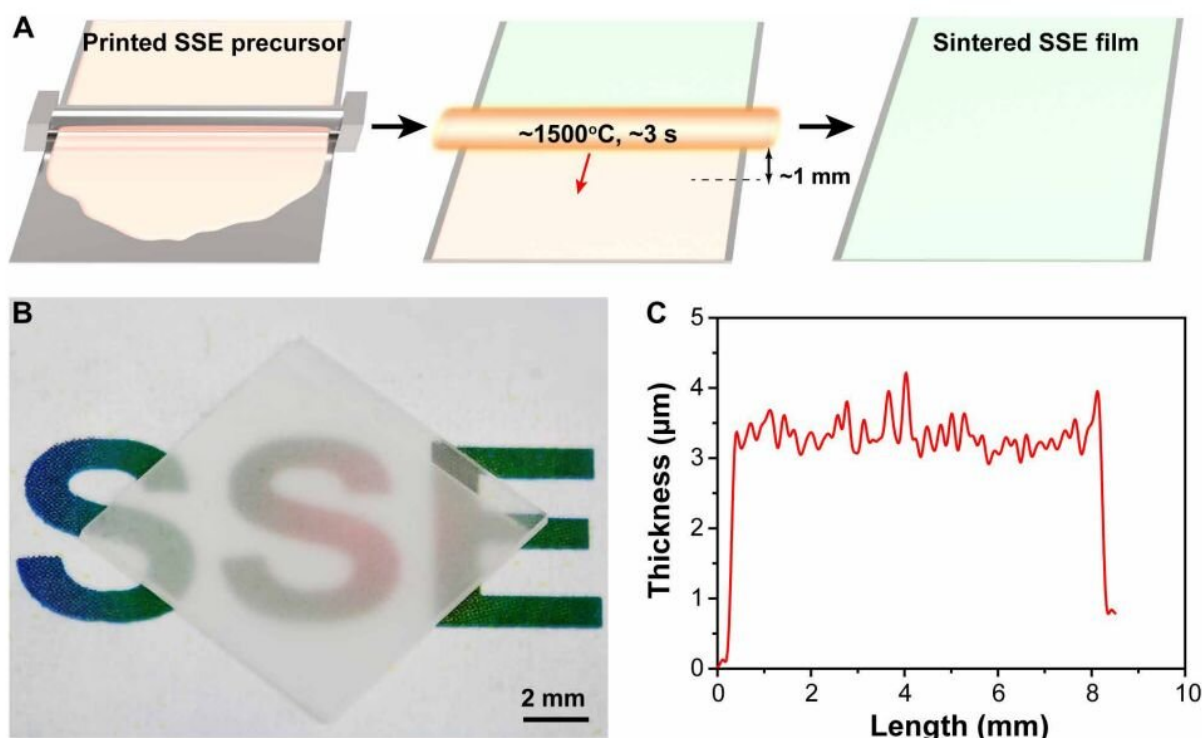 A
Printed SSE precursor
~1500°C, ~3 s
~1 mm
Sintered SSE film
B
SSE
2 mm
C
Thickness (μm)
5
4
3
2
1
0
0 2 4 6 8 10
Length (mm)